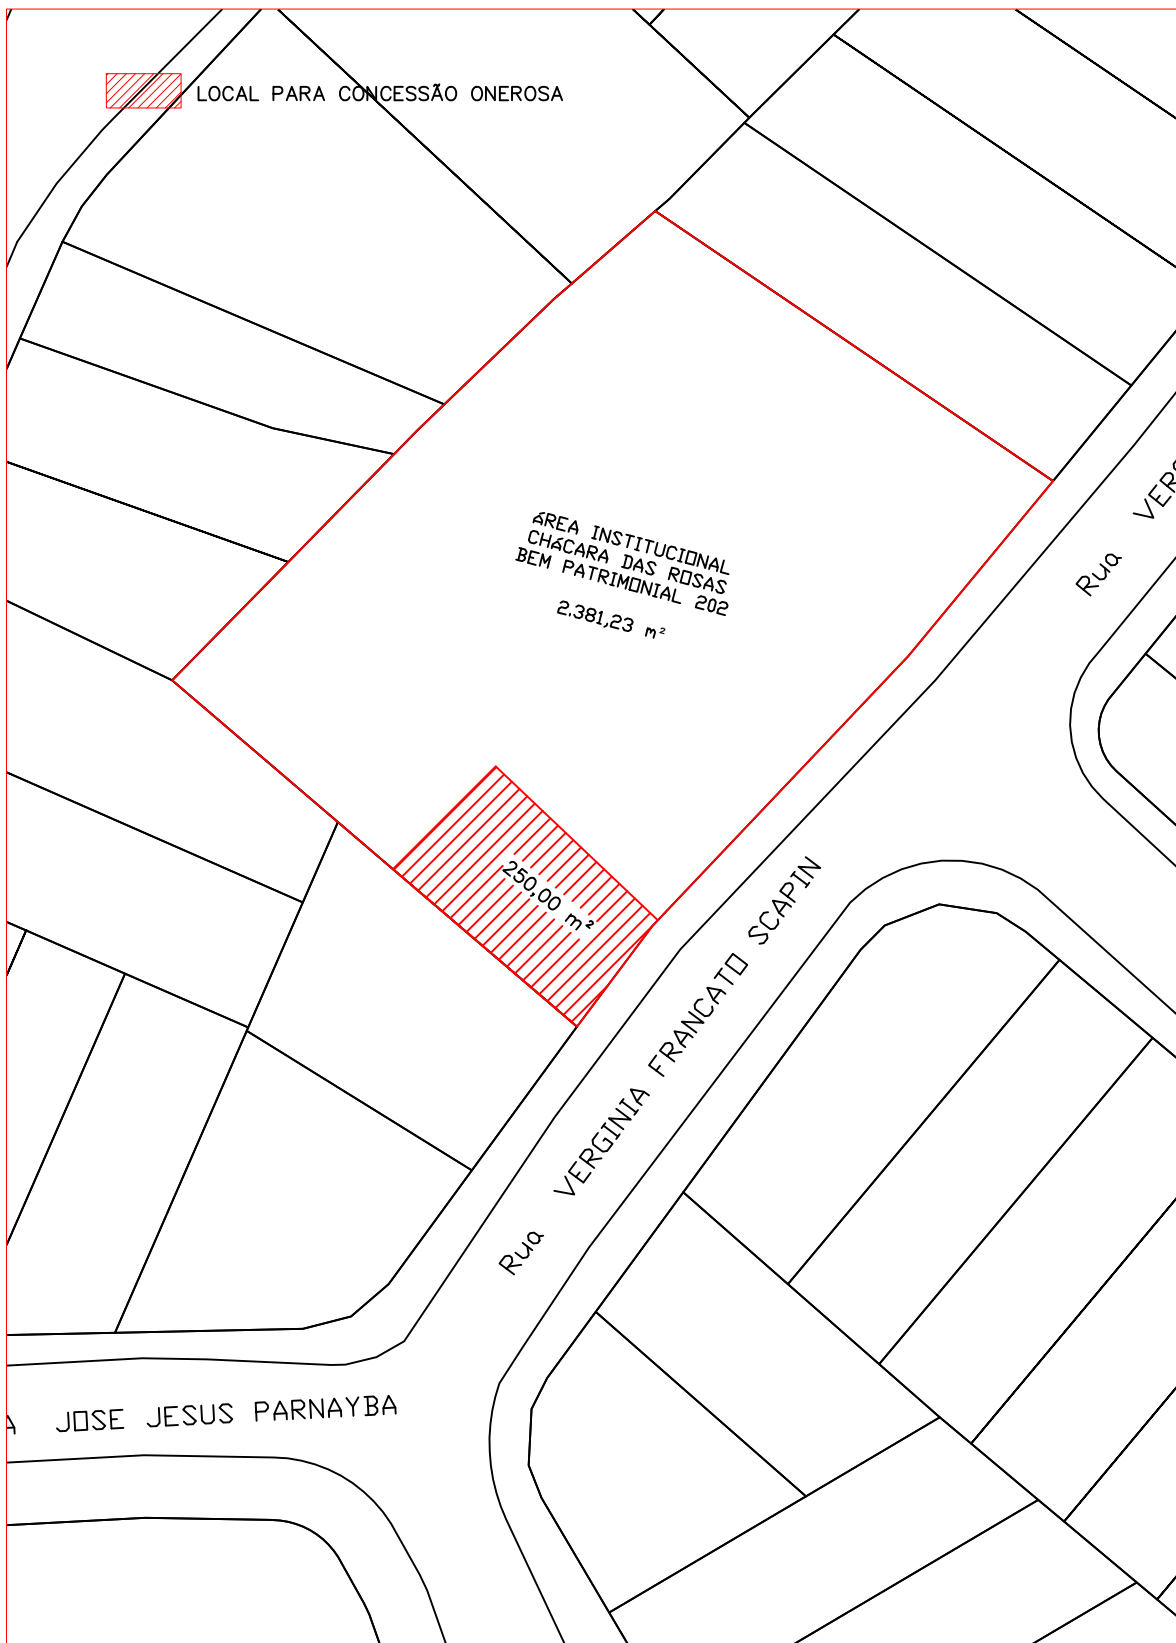 LOCAL PARA CONCESSÃO ONEROSA
ÁREA INSTITUCIONAL
CHÁCARA DAS ROSAS
BEM PATRIMONIAL 202
2.381,23 m²
Rua
250,00 m²
Rua VERGINIA FRANCATO SCAPIN
JOSE JESUS PARNAYBA